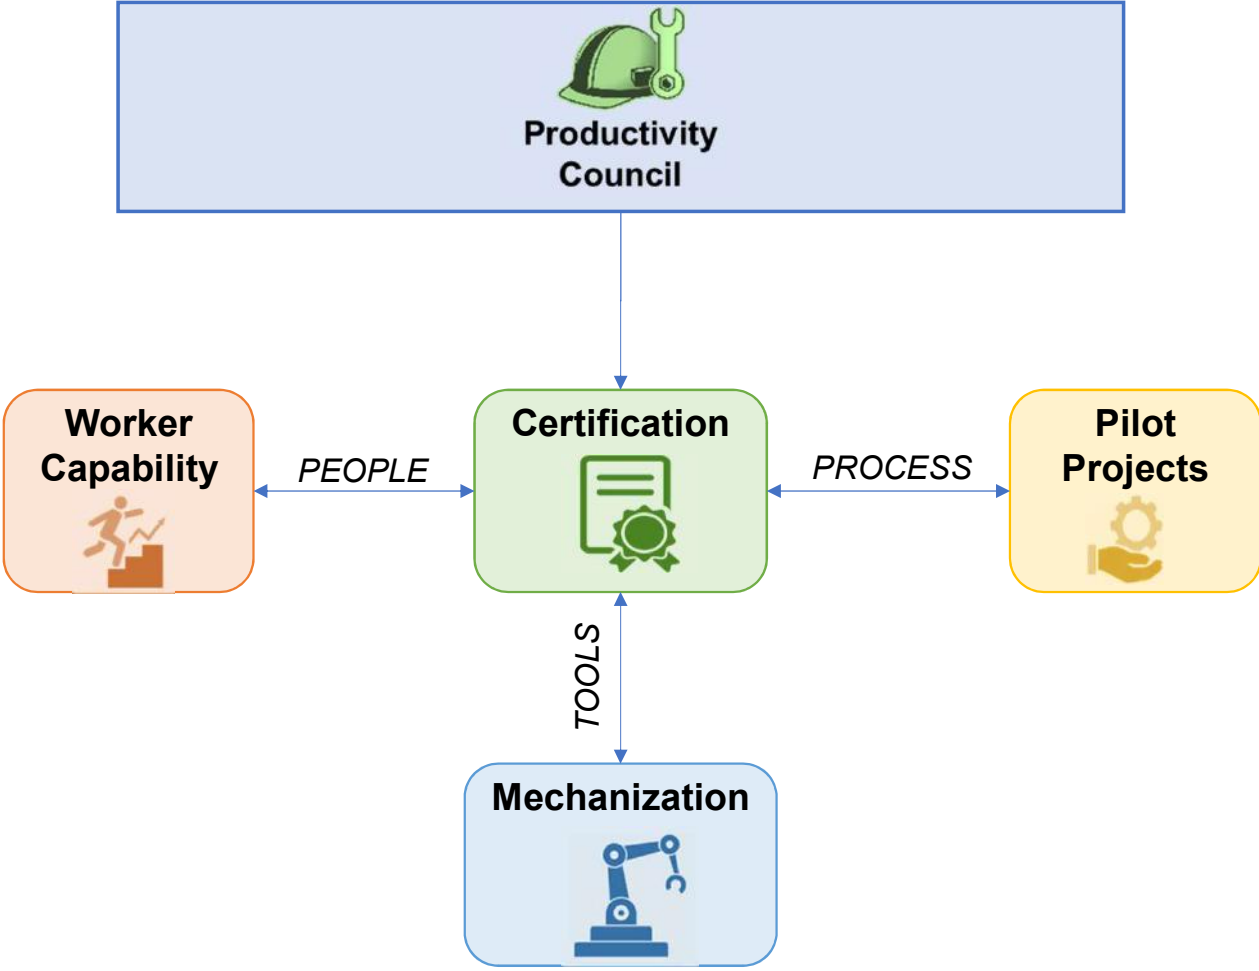 Productivity
Council
Worker
Capability
PEOPLE
Certification
PROCESS
Pilot
Projects
TOOLS
Mechanization